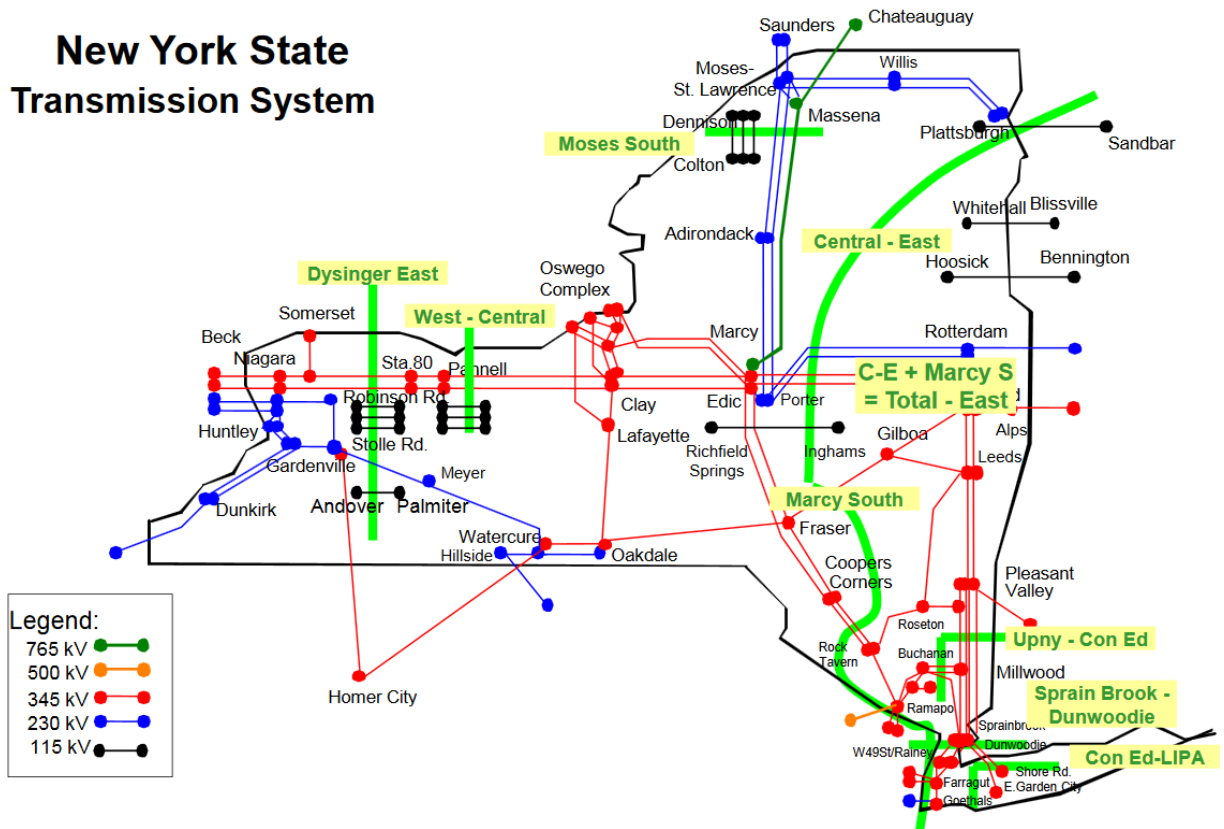 New York State
Transmission System
Saunders
Chateauguay
Moses-
St. Lawrence
Willis
Massena
Dennison
Plattsburgh
Sandbar
Moses South
Colton
Whitehall
Blissville
Adirondack
Central - East
Hoosick
Bennington
Oswego
Complex
Dysinger East
West - Central
Somerset
Beck
Niagara
Sta.80
Pannell
Marcy
Rotterdam
C-E + Marcy S
= Total - East
Robinson Rd.
Clay
Edic
Porter
d
Alps
Huntley
Stolle Rd.
Lafayette
Gilboa
Richfield
Springs
Inghams
Leeds
Gardenville
Meyer
Dunkirk
Andover
Palmiter
Marcy South
Fraser
Watercure
Hillside
Oakdale
Coopers
Corners
Pleasant
Valley
Roseton
Legend:
765 kV
500 kV
345 kV
230 kV
115 kV
Rock
Tavern
Buchanan
Upny - Con Ed
Millwood
Homer City
Ramapo
Sprain Brook -
Dunwoodie
Sprainbrook
W49St/Rainey
Dunwoodie
Con Ed-LIPA
Shore Rd.
Farragut
E.Garden City
Goethals